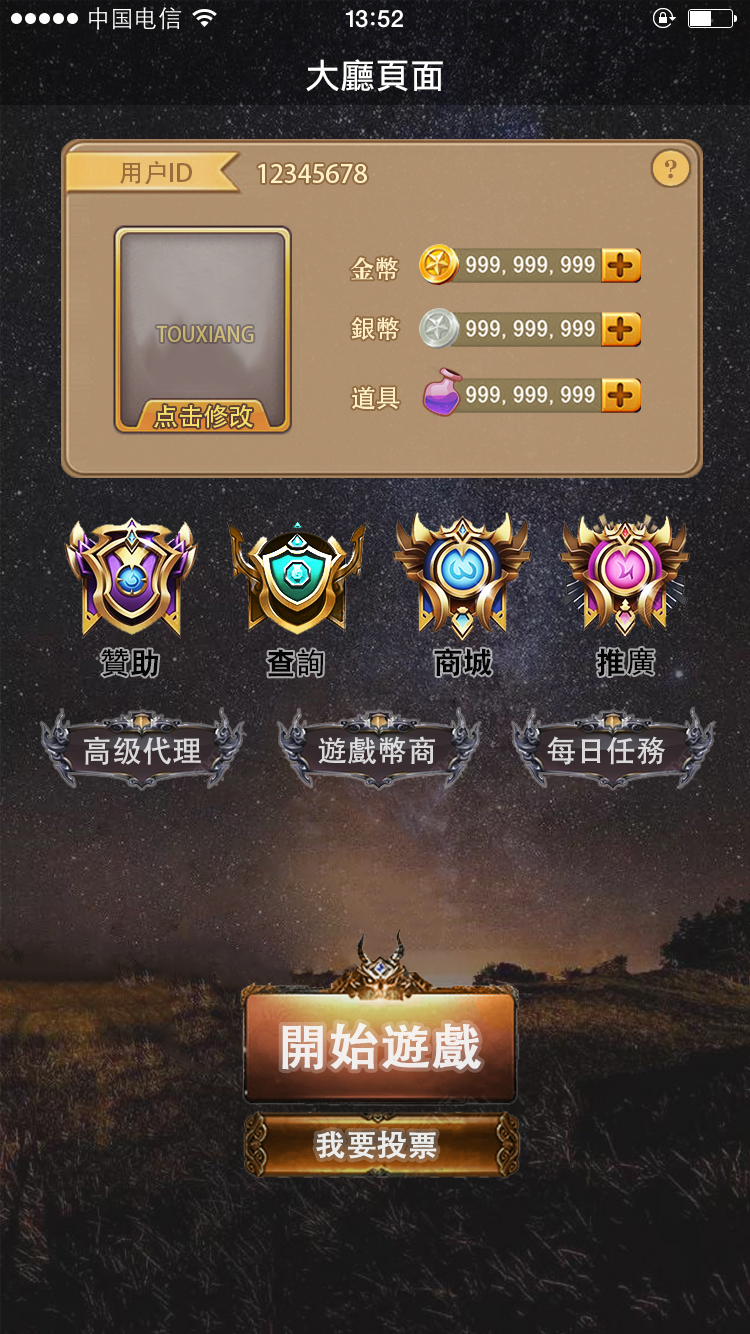 中国电信 13:52
大廳頁面
用户ID 12345678 ?
金幣 999,999,999
銀幣 999,999,999
TOUXIANG
道具 999,999,999
点击修改
贊助 查詢 商城 推廣
高级代理 遊戲幣商 每日任務
開始遊戲
我要投票